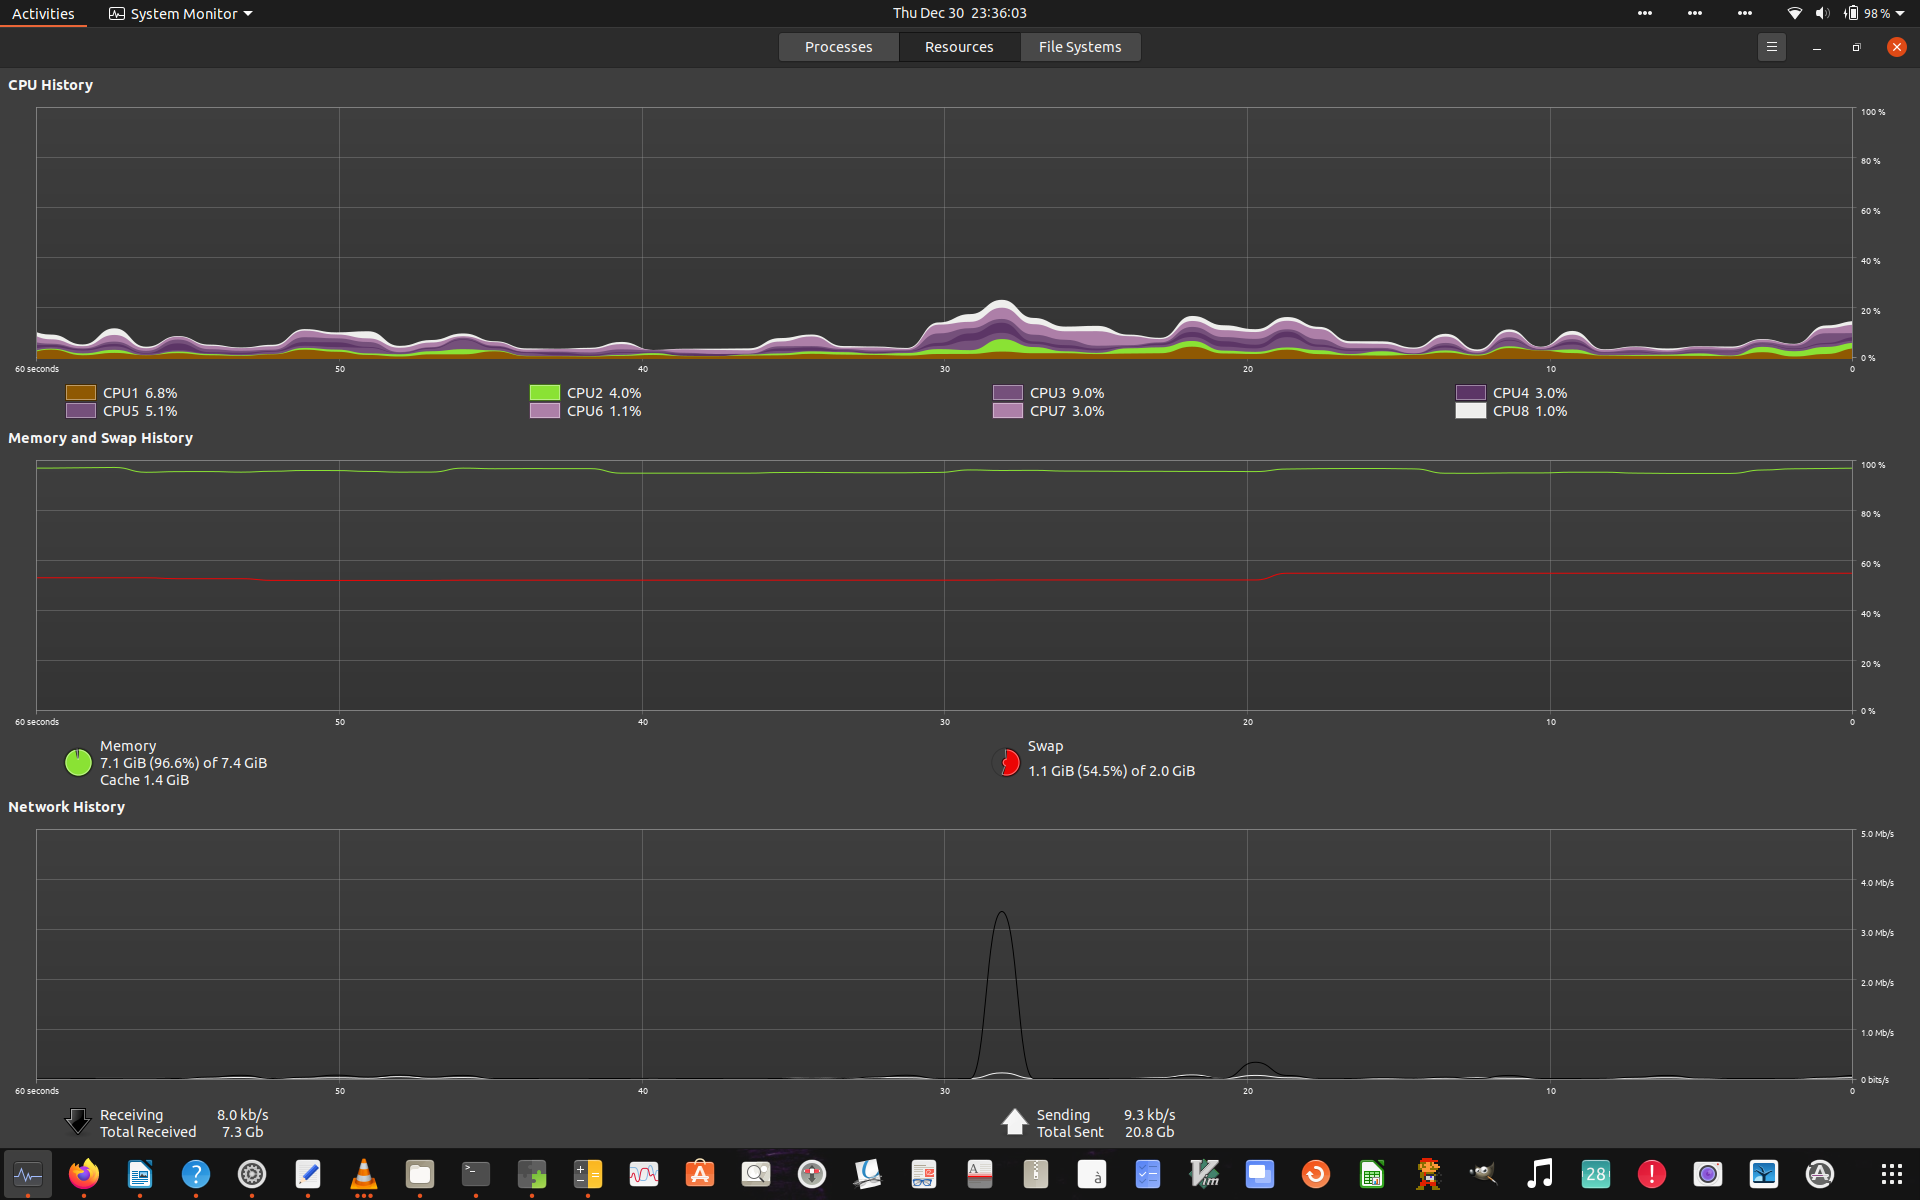 Activities System Monitor Thu Dec 30 23:36:03 98 %
Processes Resources File Systems
CPU History
100 %
80 %
60 %
40 %
20 %
0 %
60 seconds 50 40 30 20 10 0
CPU1 6.8% CPU2 4.0% CPU3 9.0% CPU4 3.0%
CPU5 5.1% CPU6 1.1% CPU7 3.0% CPU8 1.0%
Memory and Swap History
100 %
80 %
60 %
40 %
20 %
0 %
60 seconds 50 40 30 20 10 0
Memory Swap
7.1 GiB (96.6%) of 7.4 GiB 1.1 GiB (54.5%) of 2.0 GiB
Cache 1.4 GiB
Network History
5.0 Mb/s
4.0 Mb/s
3.0 Mb/s
2.0 Mb/s
1.0 Mb/s
0 bits/s
60 seconds 50 40 30 20 10 0
Receiving 8.0 kb/s Sending 9.3 kb/s
Total Received 7.3 Gb Total Sent 20.8 Gb
28